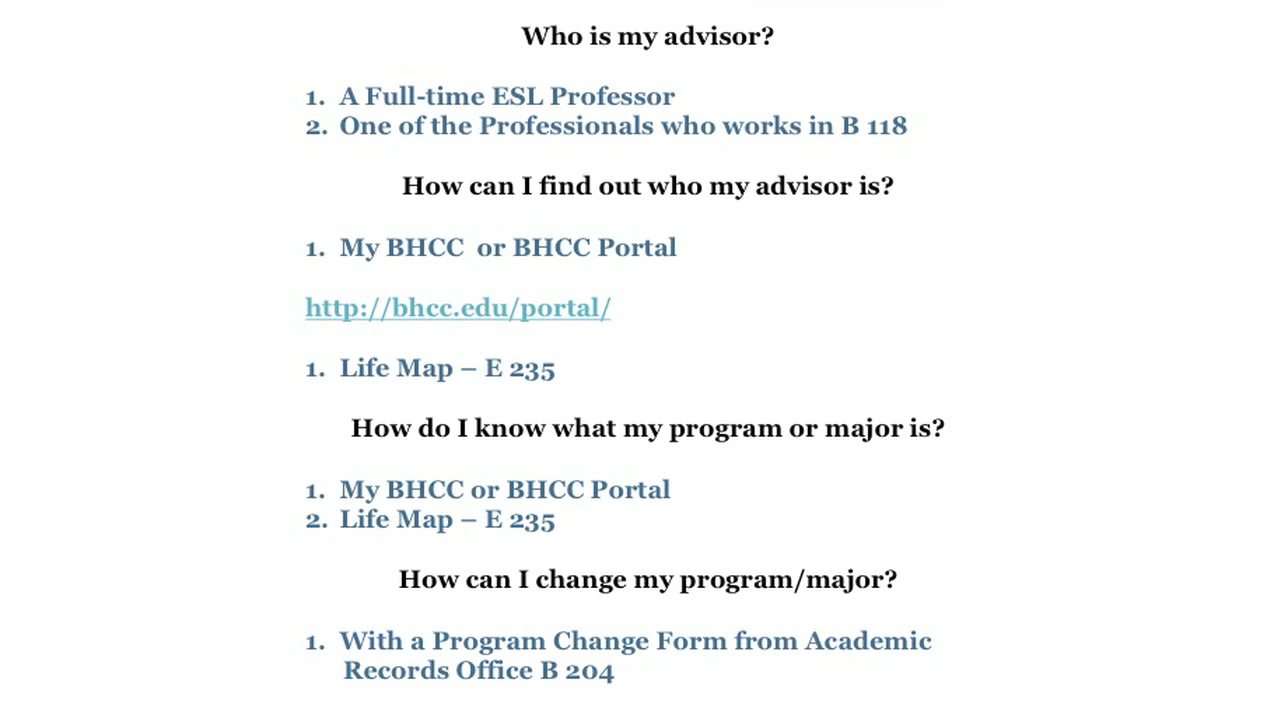 Who is my advisor?
1. A Full-time ESL Professor
2. One of the Professionals who works in B 118
How can I find out who my advisor is?
1. My BHCC or BHCC Portal
http://bhcc.edu/portal/
1. Life Map – E 235
How do I know what my program or major is?
1. My BHCC or BHCC Portal
2. Life Map – E 235
How can I change my program/major?
1. With a Program Change Form from Academic
Records Office B 204